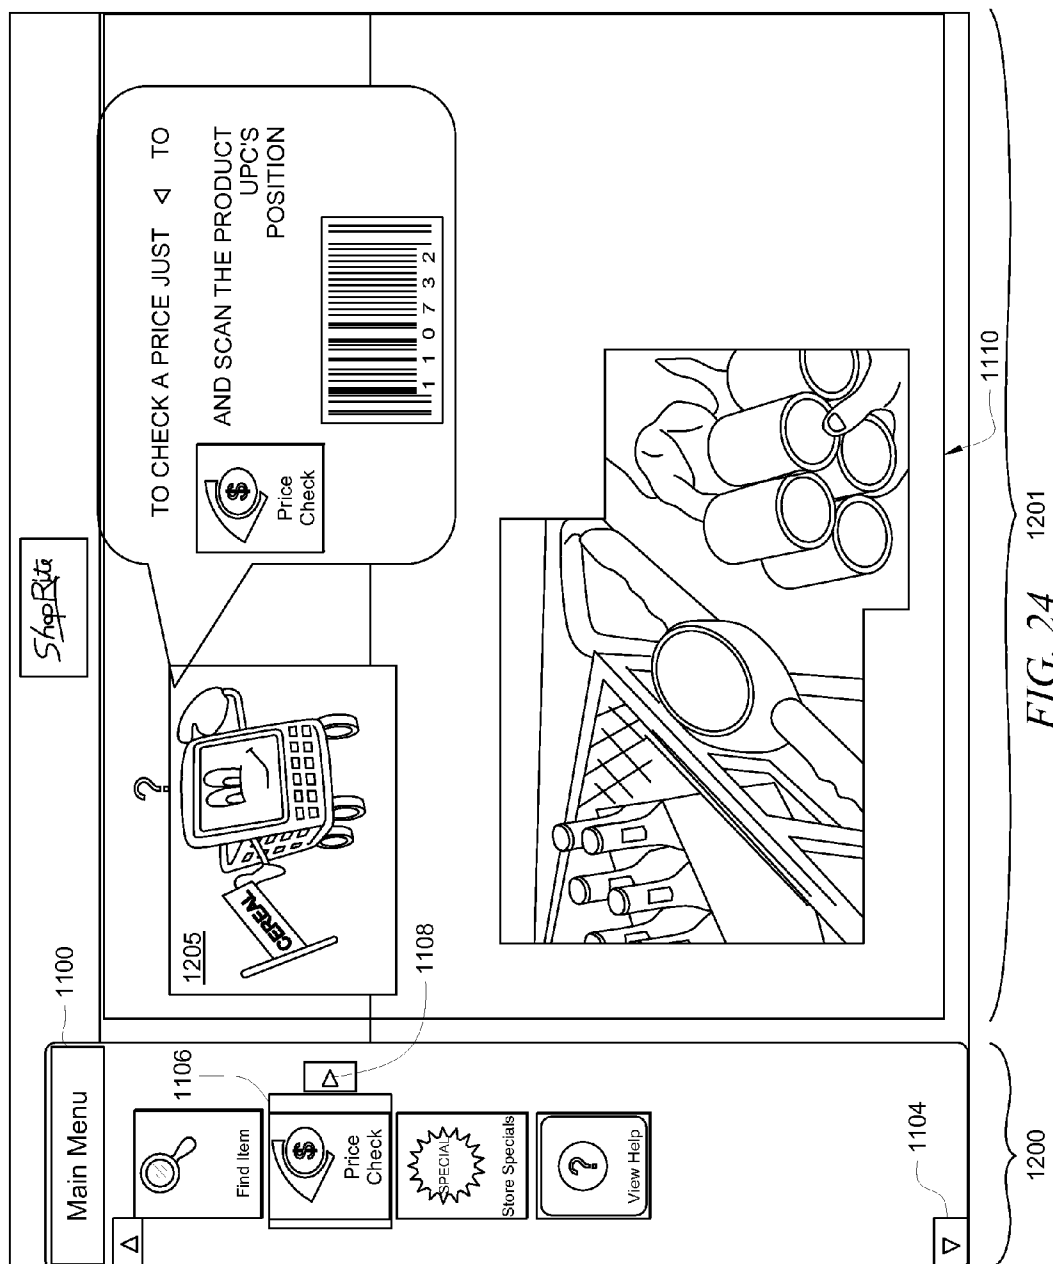 ShopRite
Main Menu
1100
Find Item
1106
Price
Check
1108
SPECIAL
Store Specials
?
View Help
1104
1200
1205
?
CEREAL
TO CHECK A PRICE JUST ◁ TO
$
Price
Check
AND SCAN THE PRODUCT
UPC'S
POSITION
1 1 0 7 3 2
1110
1201
FIG. 24